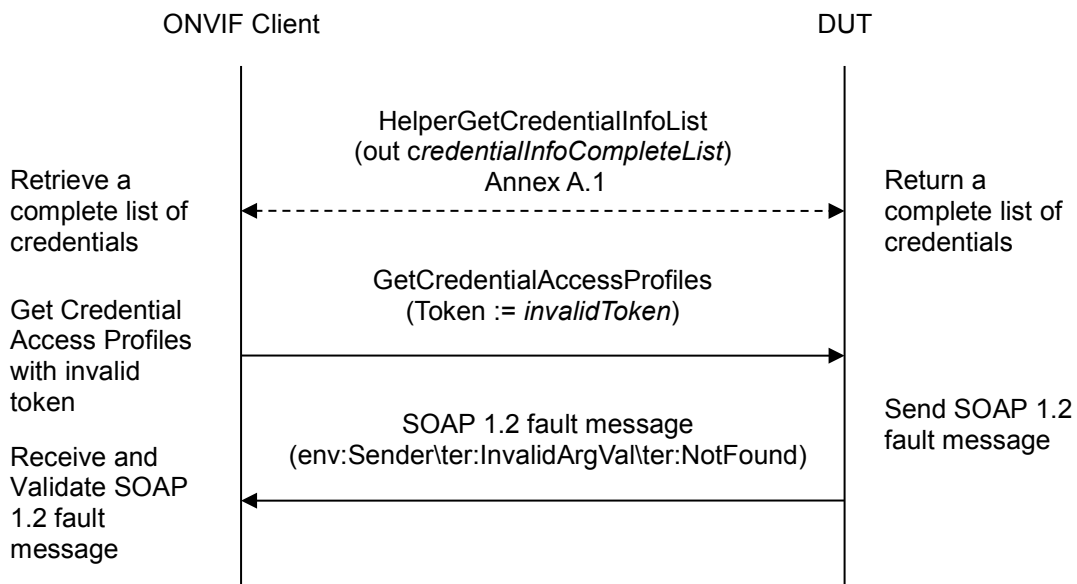 ONVIF Client
DUT
HelperGetCredentialInfoList
(out credentialInfoCompleteList)
Annex A.1
Retrieve a
complete list of
credentials
Return a
complete list of
credentials
GetCredentialAccessProfiles
(Token := invalidToken)
Get Credential
Access Profiles
with invalid
token
SOAP 1.2 fault message
(env:Sender\ter:InvalidArgVal\ter:NotFound)
Send SOAP 1.2
fault message
Receive and
Validate SOAP
1.2 fault
message